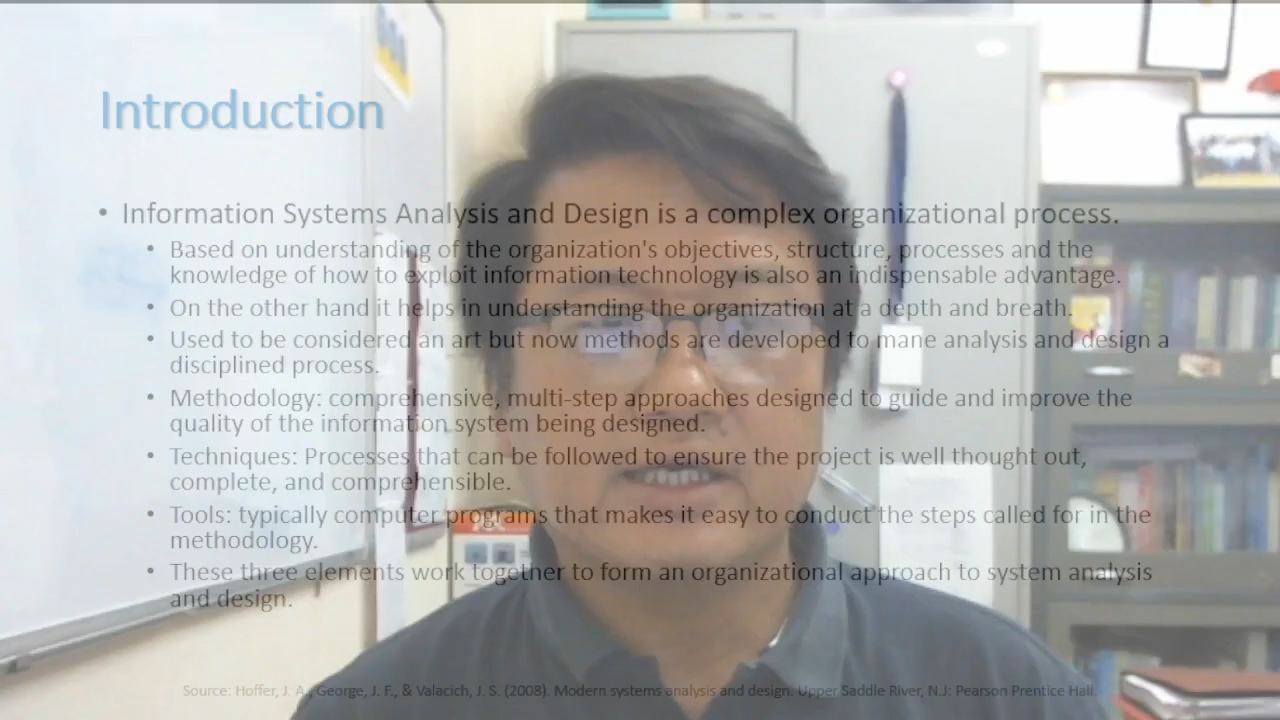 Introduction
• Information Systems Analysis and Design is a complex organizational process.
• Based on understanding of the organization's objectives, structure, processes and the
knowledge of how to exploit information technology is also an indispensable advantage.
• On the other hand it helps in understanding the organization at a depth and breath.
• Used to be considered an art but now methods are developed to mane analysis and design a
disciplined process.
• Methodology: comprehensive, multi-step approaches designed to guide and improve the
quality of the information system being designed.
• Techniques: Processes that can be followed to ensure the project is well thought out,
complete, and comprehensible.
• Tools: typically computer programs that makes it easy to conduct the steps called for in the
methodology.
• These three elements work together to form an organizational approach to system analysis
and design.
Source: Hoffer, J. A., George, J. F., & Valacich, J. S. (2008). Modern systems analysis and design. Upper Saddle River, N.J: Pearson Prentice Hall.